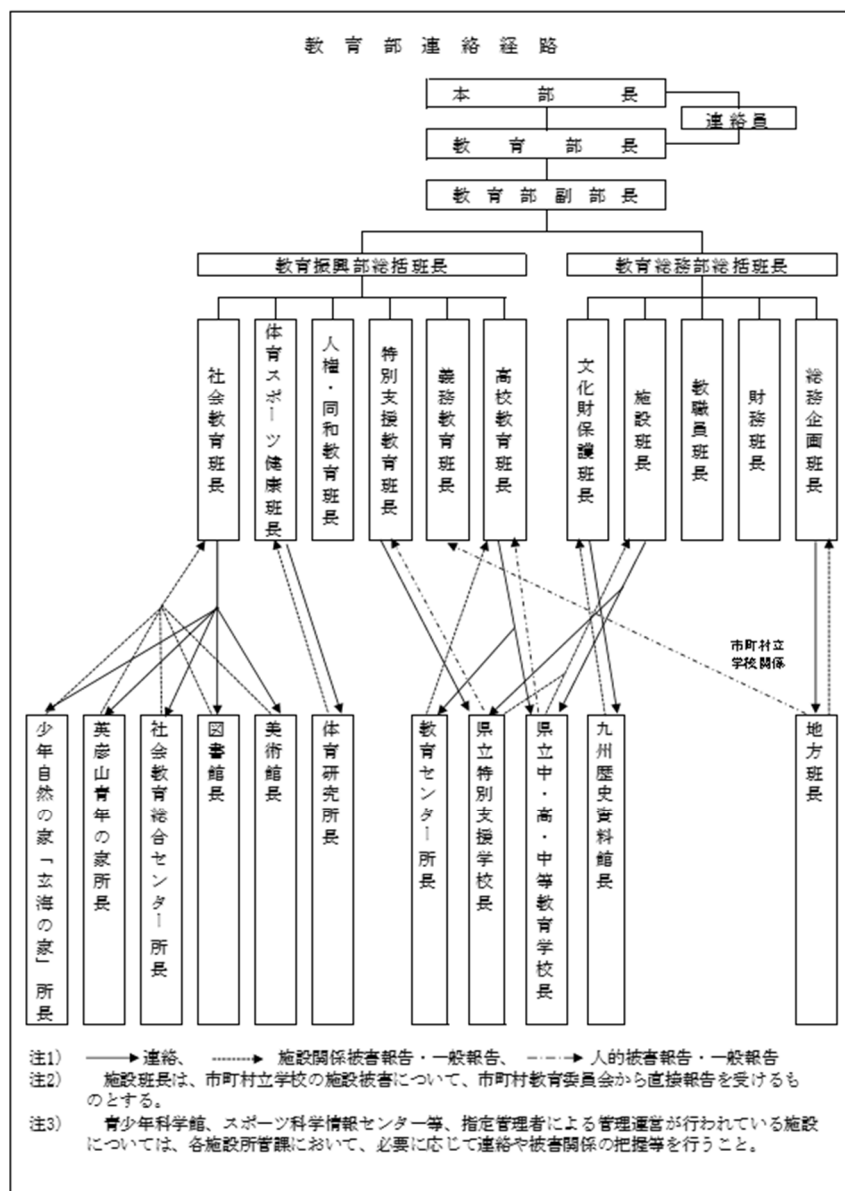 教育部連絡経路
本部長
連絡員
教育部長
教育部副部長
教育振興部総括班長
教育総務部総括班長
社会教育班長
体育スポーツ健康班長
人権・同和教育班長
特別支援教育班長
義務教育班長
高校教育班長
文化財保護班長
施設班長
教職員班長
財務班長
総務企画班長
市町村立
学校関係
少年自然の家「玄海の家」所長
英彦山青年の家所長
社会教育総合センター所長
図書館長
美術館長
体育研究所長
教育センター所長
県立特別支援学校長
県立中・高・中等教育学校長
九州歴史資料館長
地方班長
注1) 連絡、 施設関係被害報告・一般報告、 人的被害報告・一般報告
注2) 施設班長は、市町村立学校の施設被害について、市町村教育委員会から直接報告を受けるも
のとする。
注3) 青少年科学館、スポーツ科学情報センター等、指定管理者による管理運営が行われている施設
については、各施設所管課において、必要に応じて連絡や被害関係の把握等を行うこと。